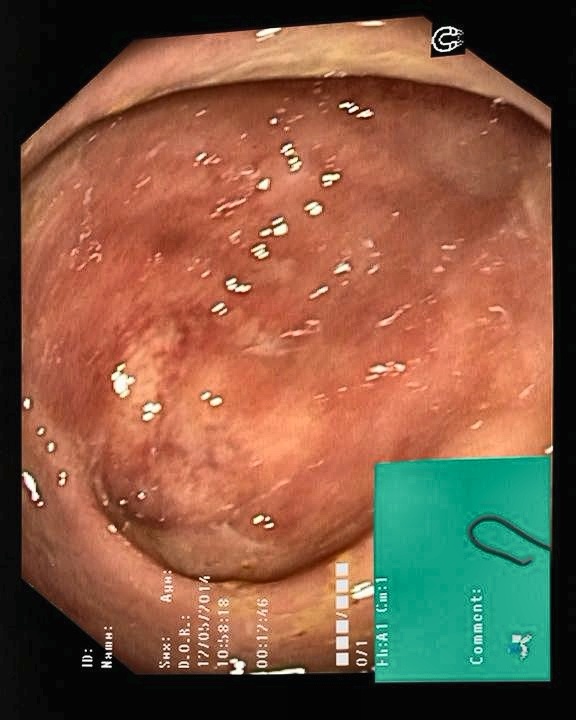 ID:
Name:
Sex: Age:
D.O.B.:
17/05/2014
10:58:18
00:12:46
/
0/1
Eh:A1 Cm:1
Comment: